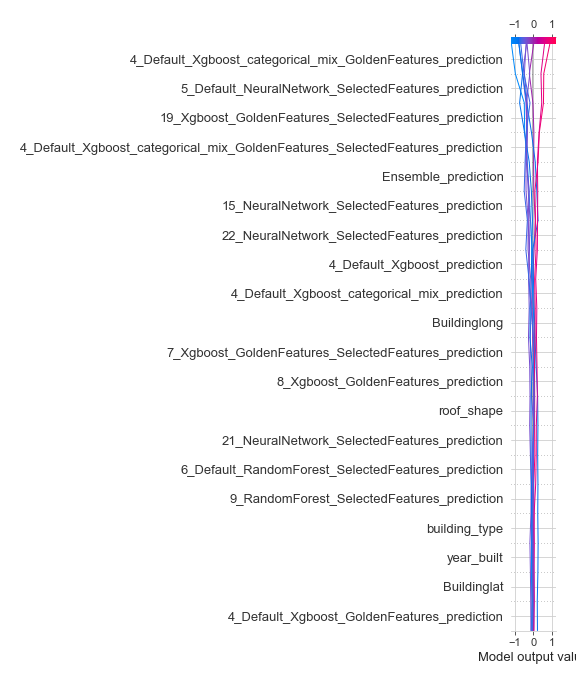 −1 0 1
4_Default_Xgboost_categorical_mix_GoldenFeatures_prediction
5_Default_NeuralNetwork_SelectedFeatures_prediction
19_Xgboost_GoldenFeatures_SelectedFeatures_prediction
4_Default_Xgboost_categorical_mix_GoldenFeatures_SelectedFeatures_prediction
Ensemble_prediction
15_NeuralNetwork_SelectedFeatures_prediction
22_NeuralNetwork_SelectedFeatures_prediction
4_Default_Xgboost_prediction
4_Default_Xgboost_categorical_mix_prediction
Buildinglong
7_Xgboost_GoldenFeatures_SelectedFeatures_prediction
8_Xgboost_GoldenFeatures_prediction
roof_shape
21_NeuralNetwork_SelectedFeatures_prediction
6_Default_RandomForest_SelectedFeatures_prediction
9_RandomForest_SelectedFeatures_prediction
building_type
year_built
Buildinglat
4_Default_Xgboost_GoldenFeatures_prediction
−1 0 1
Model output valu